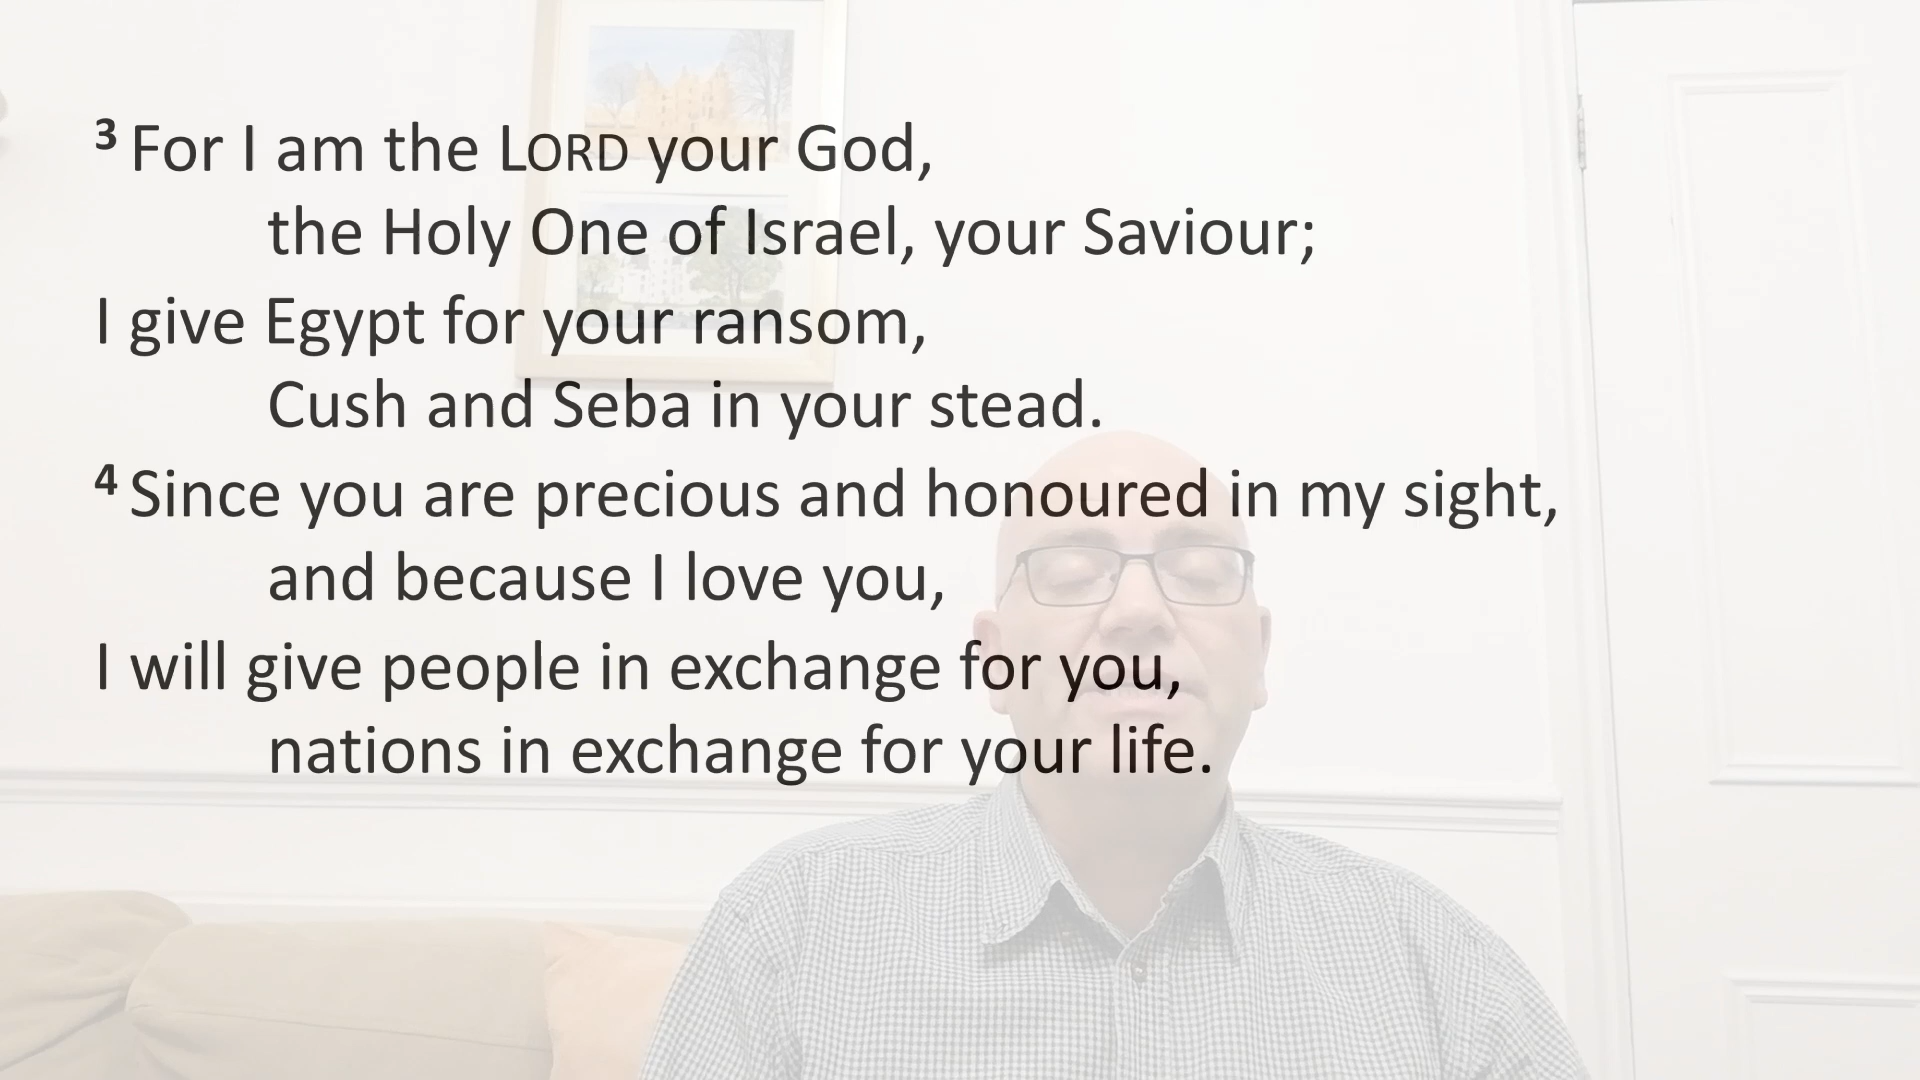 3 For I am the LORD your God,
the Holy One of Israel, your Saviour;
I give Egypt for your ransom,
Cush and Seba in your stead.
4 Since you are precious and honoured in my sight,
and because I love you,
I will give people in exchange for you,
nations in exchange for your life.